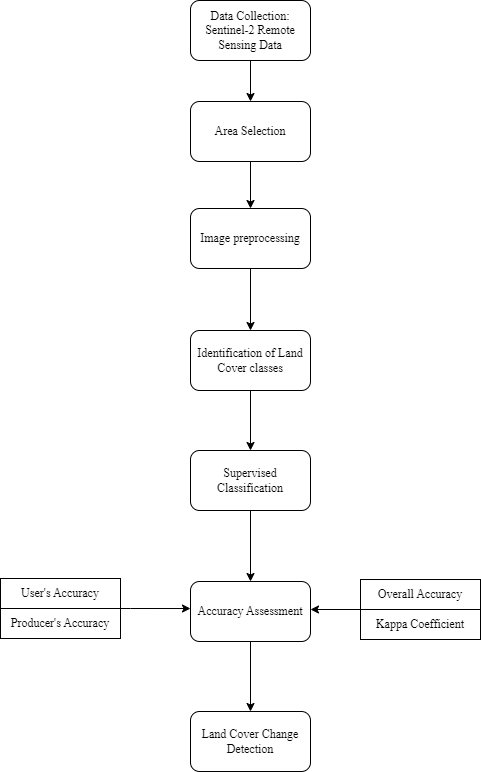 Data Collection:
Sentinel-2 Remote
Sensing Data
Area Selection
Image preprocessing
Identification of Land
Cover classes
Supervised
Classification
User's Accuracy
Producer's Accuracy
Accuracy Assessment
Overall Accuracy
Kappa Coefficient
Land Cover Change
Detection